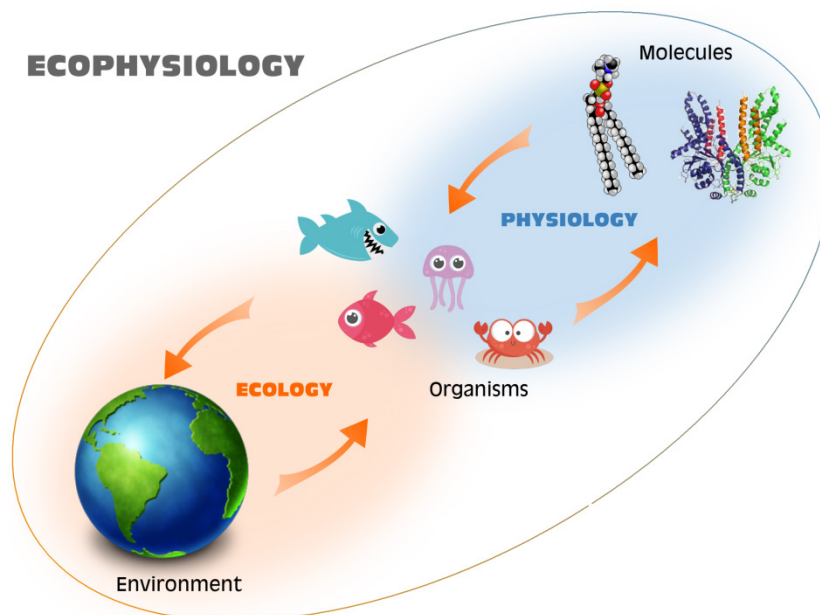 ECOPHYSIOLOGY
Molecules
PHYSIOLOGY
ECOLOGY
Organisms
Environment